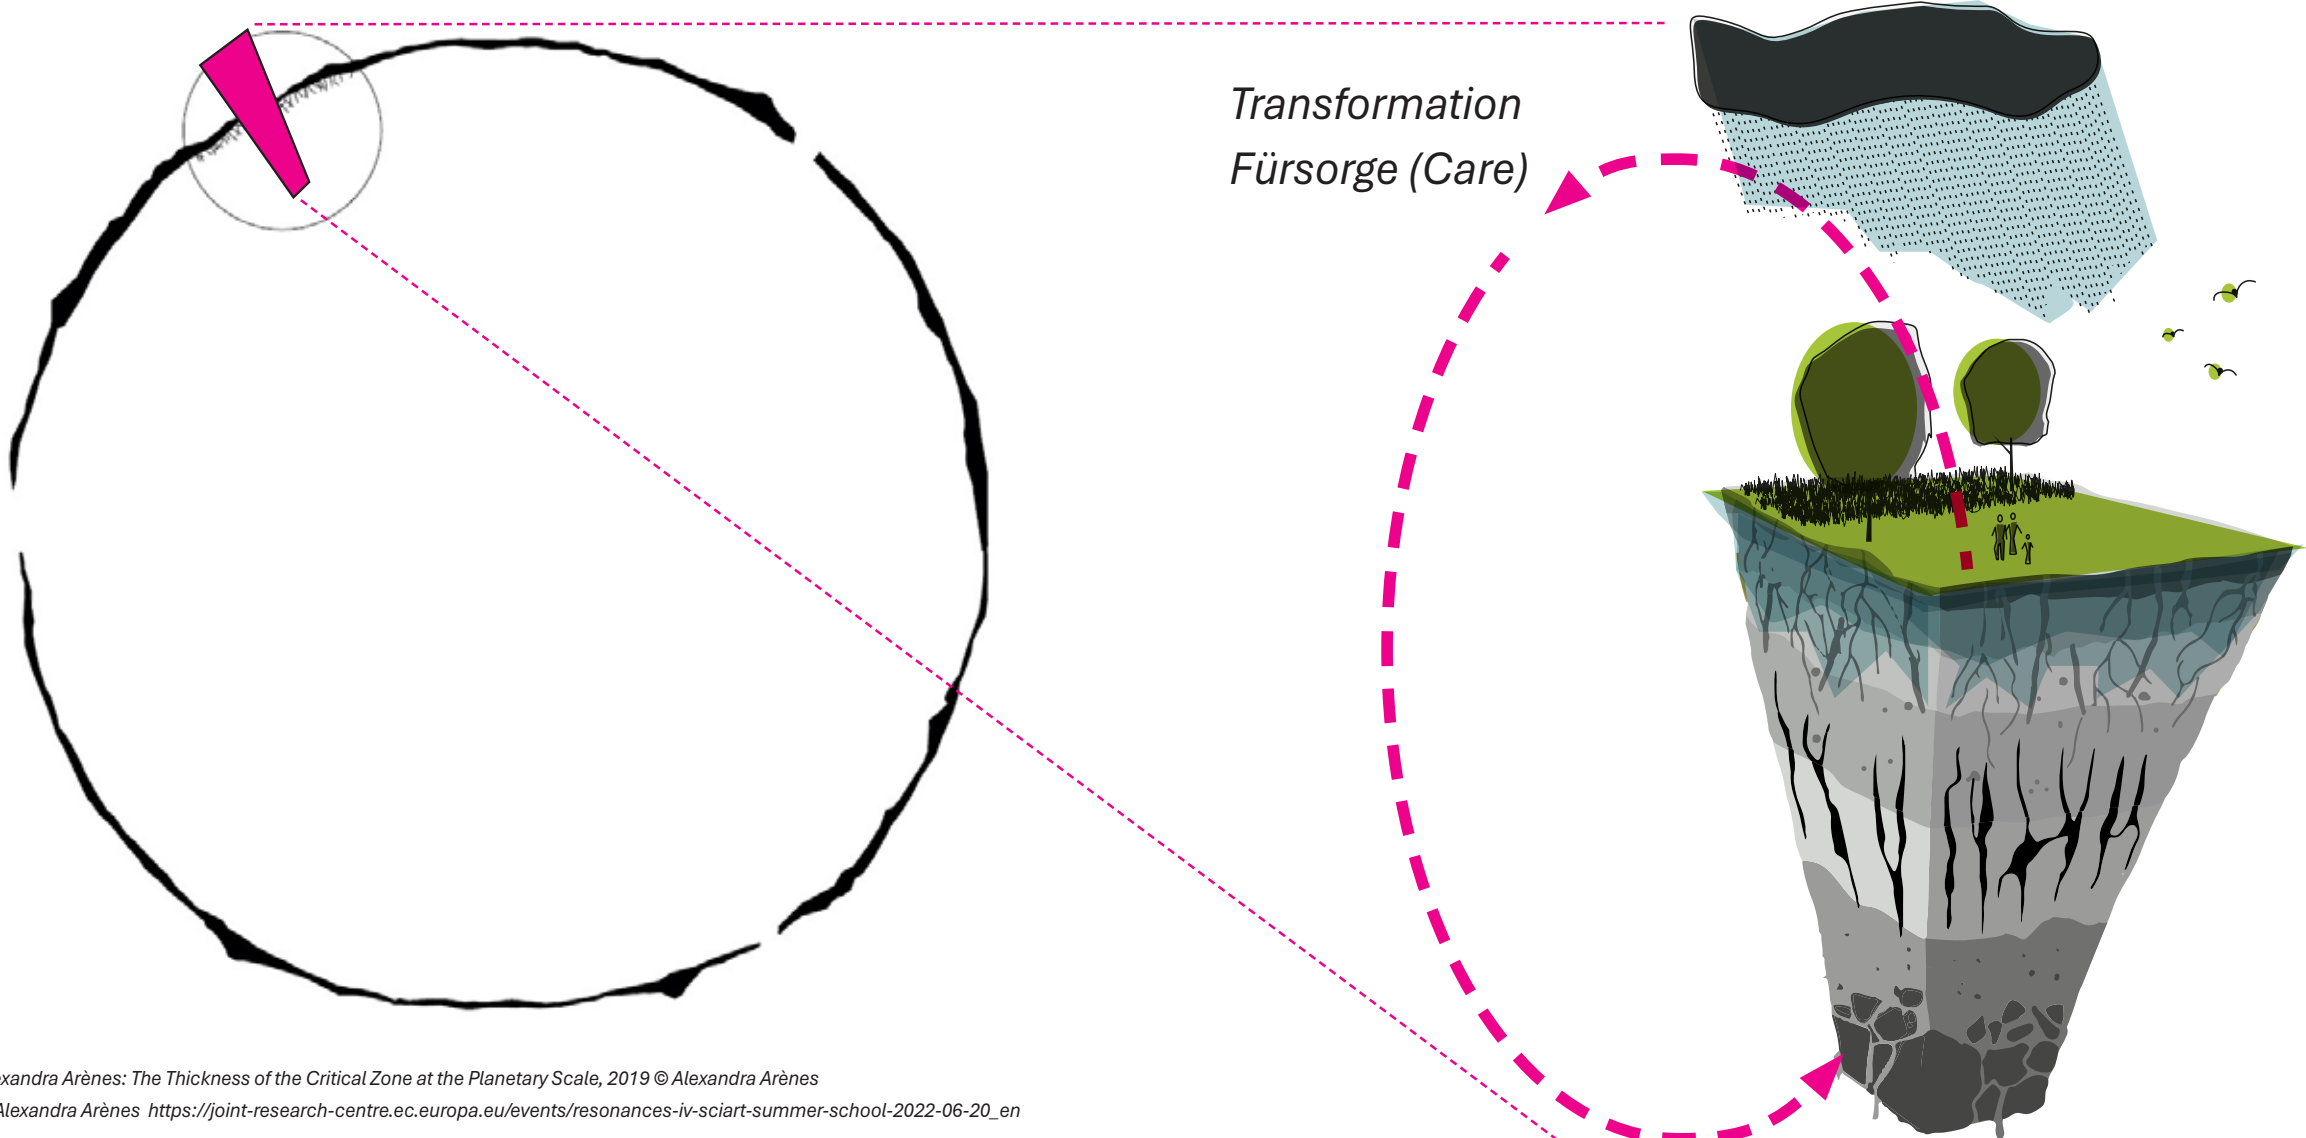 Transformation
Fürsorge (Care)
exandra Arènes: The Thickness of the Critical Zone at the Planetary Scale, 2019 © Alexandra Arènes
Alexandra Arènes https://joint-research-centre.ec.europa.eu/events/resonances-iv-sciart-summer-school-2022-06-20_en